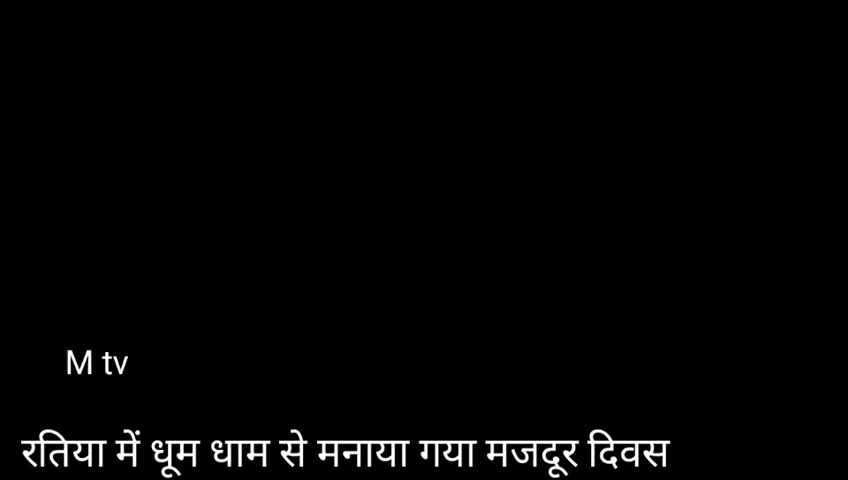 M tv
रतिया में धूम धाम से मनाया गया मजदूर दिवस